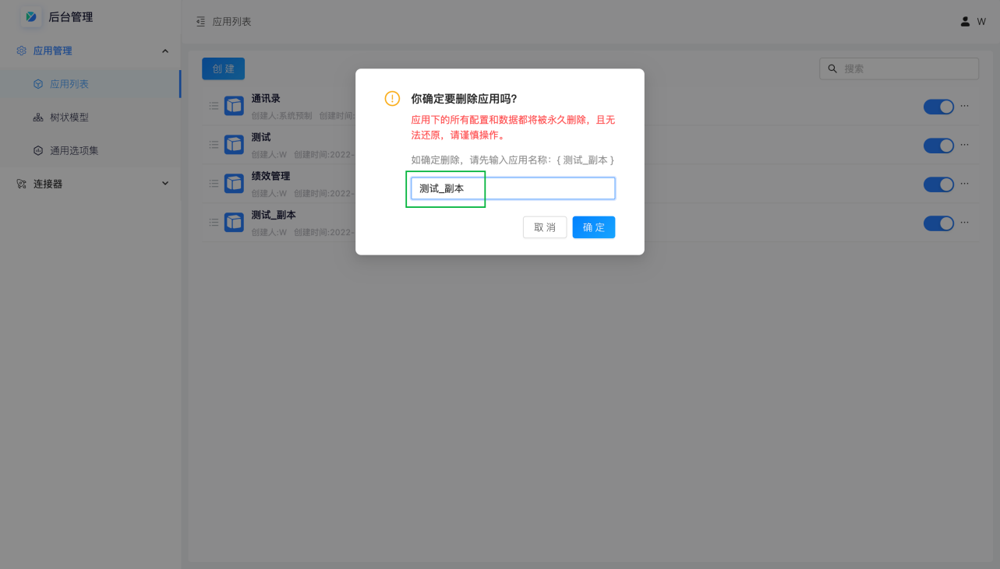 后台管理
应用列表
W
应用管理
应用列表
树状模型
通用选项集
连接器
创 建
搜索
通讯录
创建人:系统预制 创建时间:
测试
创建人:W 创建时间:2022-
绩效管理
创建人:W 创建时间:2022-
测试_副本
创建人:W 创建时间:2022-
你确定要删除应用吗?
应用下的所有配置和数据都将被永久删除，且无
法还原，请谨慎操作。
如确定删除，请先输入应用名称：{ 测试_副本 }
测试_副本
取 消
确 定